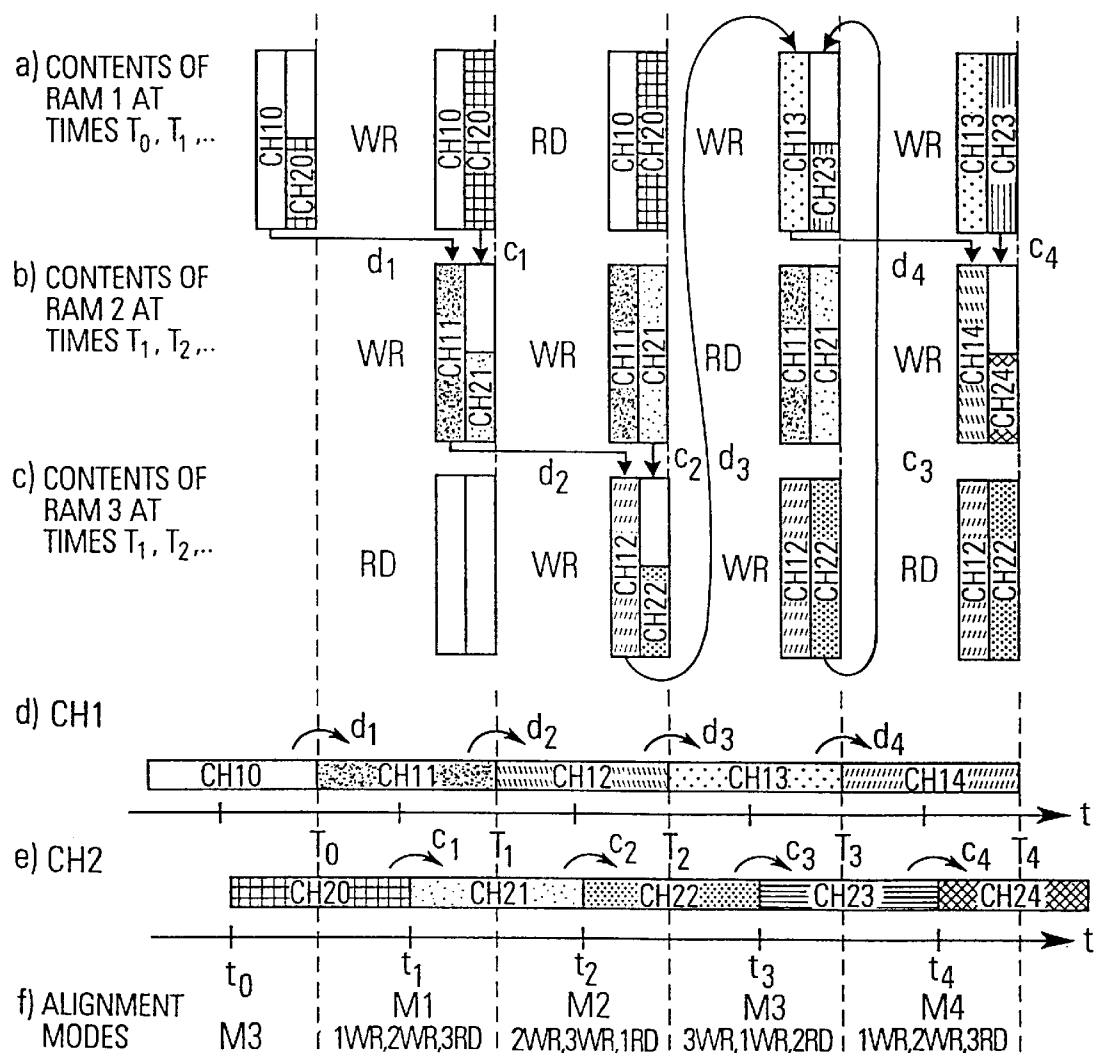 a) CONTENTS OF
RAM 1 AT
TIMES T0, T1,..
CH10
CH20
WR
CH10
CH20
RD
CH10
CH20
WR
CH13
CH23
WR
CH13
CH23
d1
c1
d4
c4
b) CONTENTS OF
RAM 2 AT
TIMES T1, T2,..
WR
CH11
CH21
WR
CH11
CH21
RD
CH11
CH21
WR
CH14
CH24
d2
c2
d3
c3
c) CONTENTS OF
RAM 3 AT
TIMES T1, T2,..
RD
WR
CH12
CH22
WR
CH12
CH22
RD
CH12
CH22
d) CH1
d1 d2 d3 d4
CH10 CH11 CH12 CH13 CH14
t
T0 T1 T2 T3 T4
e) CH2
c1 c2 c3 c4
CH20 CH21 CH22 CH23 CH24
t
t0 t1 t2 t3 t4
f) ALIGNMENT
MODES
M3
M1
1WR,2WR,3RD
M2
2WR,3WR,1RD
M3
3WR,1WR,2RD
M4
1WR,2WR,3RD